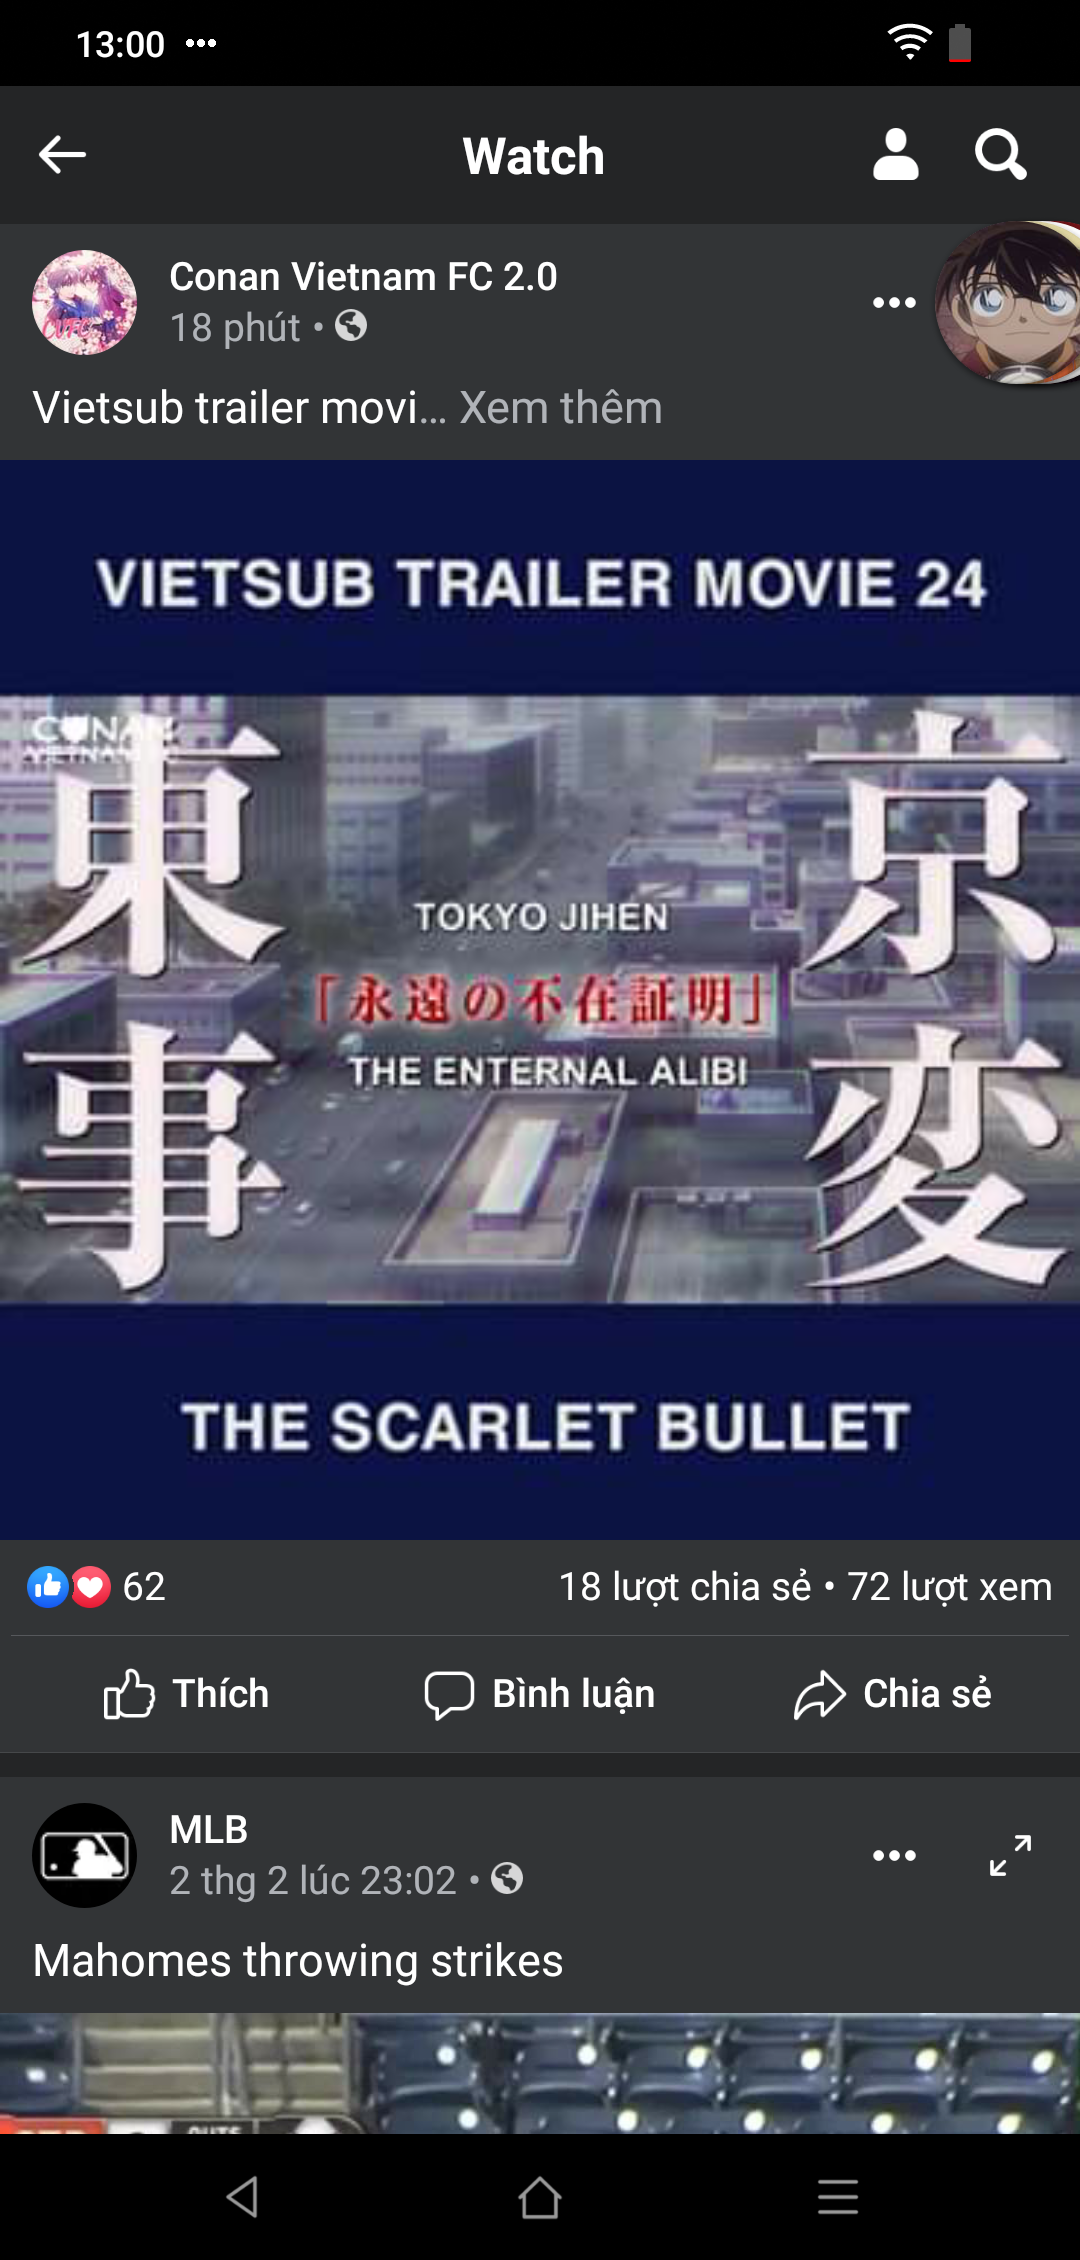 13:00
Watch
Conan Vietnam FC 2.0
18 phút •
Vietsub trailer movi... Xem thêm
VIETSUB TRAILER MOVIE 24
CONAN
VIETNAM FC
東 京
TOKYO JIHEN
「永遠の不在証明」
THE ENTERNAL ALIBI
事 変
THE SCARLET BULLET
62
18 lượt chia sẻ • 72 lượt xem
Thích
Bình luận
Chia sẻ
MLB
2 thg 2 lúc 23:02 •
Mahomes throwing strikes